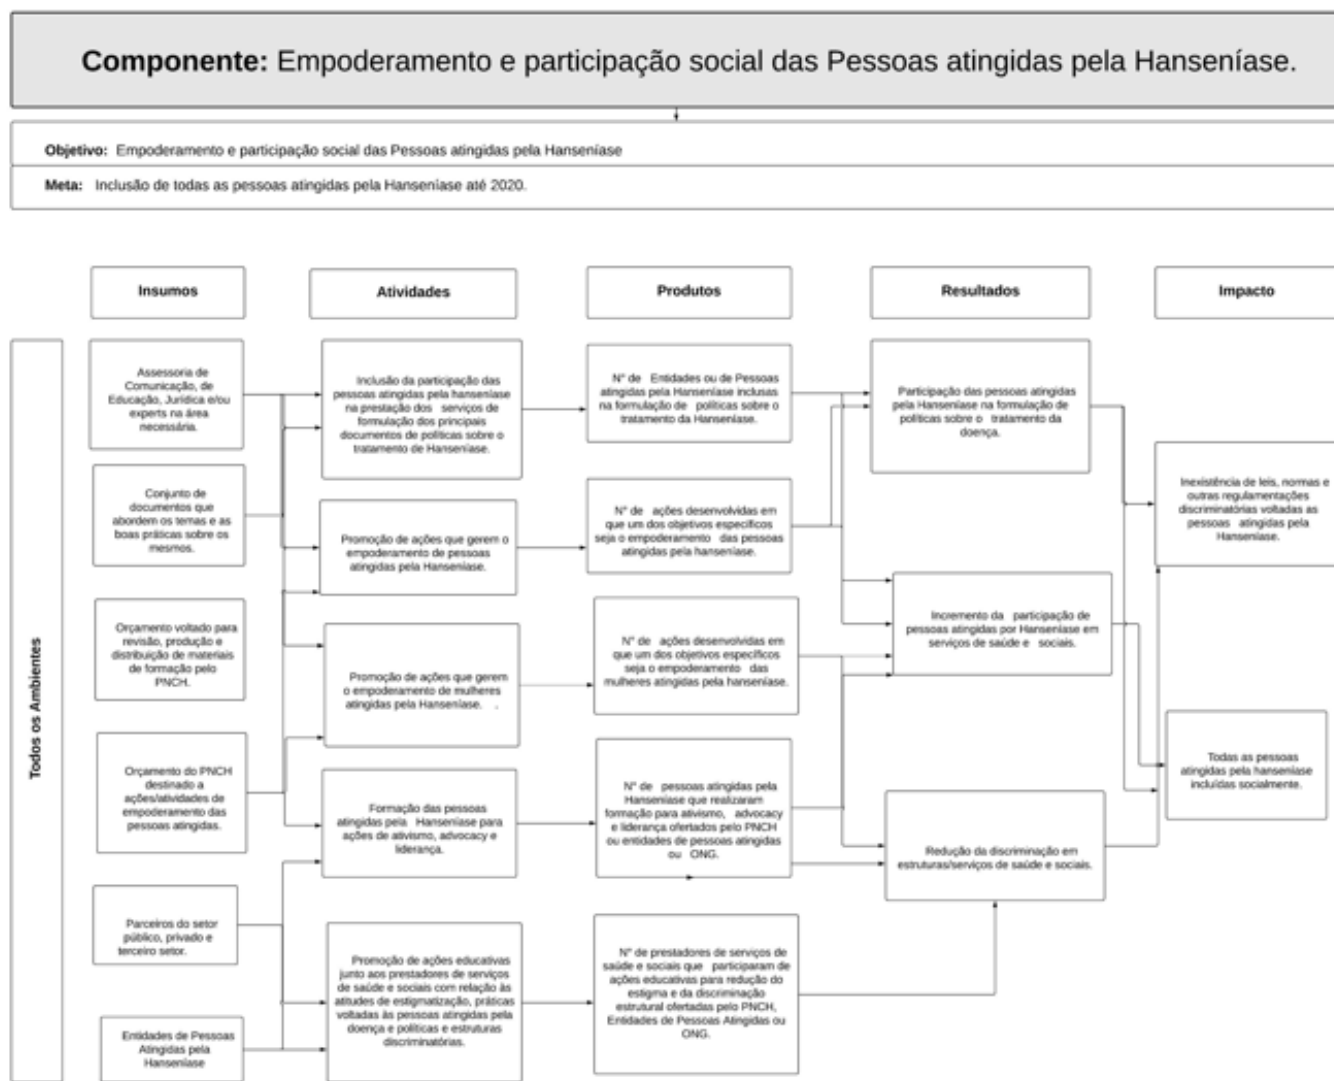 Componente: Empoderamento e participação social das Pessoas atingidas pela Hanseníase.
Objetivo: Empoderamento e participação social das Pessoas atingidas pela Hanseníase
Meta: Inclusão de todas as pessoas atingidas pela Hanseníase até 2020.
Insumos
Atividades
Produtos
Resultados
Impacto
Todos os Ambientes
Assessoria de
Comunicação, de
Educação, Jurídica e/ou
experts na área
necessária.
Conjunto de
documentos que
abordem os temas e as
boas práticas sobre os
mesmos.
Orçamento voltado para
revisão, produção e
distribuição de materiais
de formação pelo
PNCH.
Orçamento do PNCH
destinado a
ações/atividades de
empoderamento das
pessoas atingidas.
Parceiros do setor
público, privado e
terceiro setor.
Entidades de Pessoas
Atingidas pela
Hanseníase
Inclusão da participação das
pessoas atingidas pela hanseníase
na prestação dos serviços de
formulação dos principais
documentos de políticas sobre o
tratamento de Hanseníase.
Promoção de ações que gerem o
empoderamento de pessoas
atingidas pela Hanseníase.
Promoção de ações que gerem
o empoderamento de mulheres
atingidas pela Hanseníase. .
Formação das pessoas
atingidas pela Hanseníase para
ações de ativismo, advocacy e
liderança.
Promoção de ações educativas
junto aos prestadores de serviços
de saúde e sociais com relação às
atitudes de estigmatização, práticas
voltadas às pessoas atingidas pela
doença e políticas e estruturas
discriminatórias.
N° de Entidades ou de Pessoas
atingidas pela Hanseníase inclusas
na formulação de políticas sobre o
tratamento da Hanseníase.
N° de ações desenvolvidas em
que um dos objetivos específicos
seja o empoderamento das pessoas
atingidas pela hanseníase.
N° de ações desenvolvidas em
que um dos objetivos específicos
seja o empoderamento das
mulheres atingidas pela hanseníase.
N° de pessoas atingidas pela
Hanseníase que realizaram
formação para ativismo, advocacy
e liderança ofertados pelo PNCH
ou entidades de pessoas atingidas
ou ONG.
N° de prestadores de serviços de
saúde e sociais que participaram de
ações educativas para redução do
estigma e da discriminação
estrutural ofertadas pelo PNCH,
Entidades de Pessoas Atingidas ou
ONG.
Participação das pessoas atingidas
pela Hanseníase na formulação de
políticas sobre o tratamento da
doença.
Incremento da participação de
pessoas atingidas por Hanseníase em
serviços de saúde e sociais.
Redução da discriminação em
estruturas/serviços de saúde e sociais.
Inexistência de leis, normas e
outras regulamentações
discriminatórias voltadas as
pessoas atingidas pela
Hanseníase.
Todas as pessoas
atingidas pela hanseníase
incluídas socialmente.